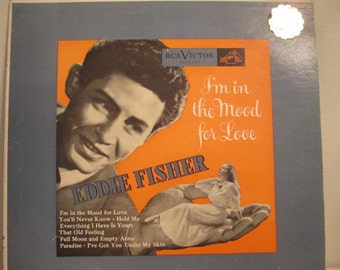 RCA VICTOR
I'm in
the Mood
for Love
EDDIE FISHER
I'm in the Mood for Love
You'll Never Know • Hold Me
Everything I Have Is Yours
That Old Feeling
Full Moon and Empty Arms
Paradise • I've Got You Under My Skin